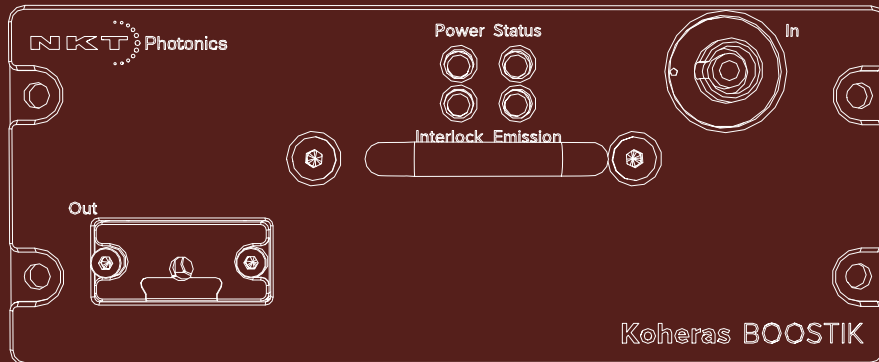 NKT Photonics
Power Status
In
Interlock Emission
Out
Koheras BOOSTIK